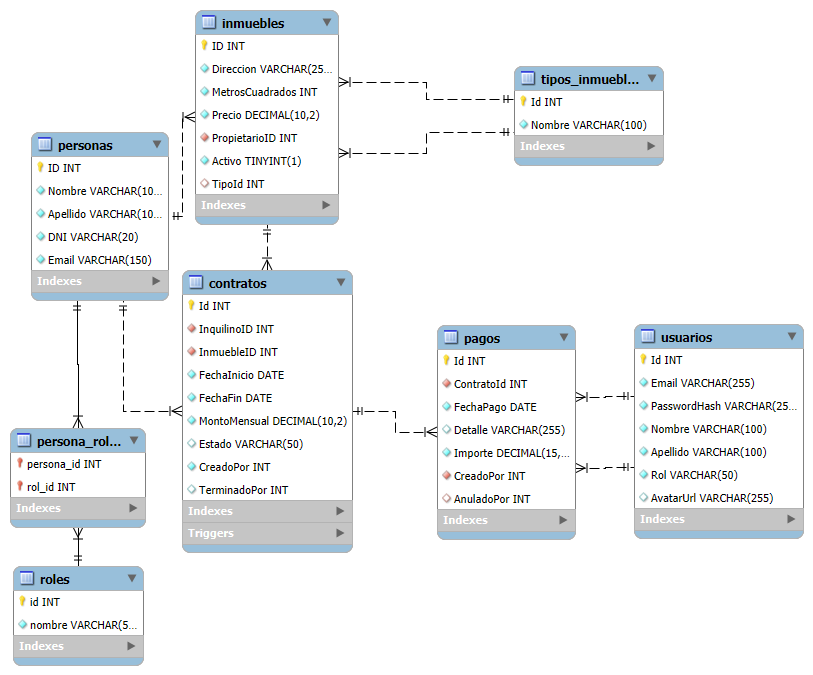 inmuebles
ID INT
Direccion VARCHAR(25...
MetrosCuadrados INT
Precio DECIMAL(10,2)
PropietarioID INT
Activo TINYINT(1)
TipoId INT
Indexes
tipos_inmuebl...
Id INT
Nombre VARCHAR(100)
Indexes
personas
ID INT
Nombre VARCHAR(10...
Apellido VARCHAR(10...
DNI VARCHAR(20)
Email VARCHAR(150)
Indexes
contratos
Id INT
InquilinoID INT
InmuebleID INT
FechaInicio DATE
FechaFin DATE
MontoMensual DECIMAL(10,2)
Estado VARCHAR(50)
CreadoPor INT
TerminadoPor INT
Indexes
Triggers
pagos
Id INT
ContratoId INT
FechaPago DATE
Detalle VARCHAR(255)
Importe DECIMAL(15,...
CreadoPor INT
AnuladoPor INT
Indexes
usuarios
Id INT
Email VARCHAR(255)
PasswordHash VARCHAR(25...
Nombre VARCHAR(100)
Apellido VARCHAR(100)
Rol VARCHAR(50)
AvatarUrl VARCHAR(255)
Indexes
persona_rol...
persona_id INT
rol_id INT
Indexes
roles
id INT
nombre VARCHAR(5...
Indexes